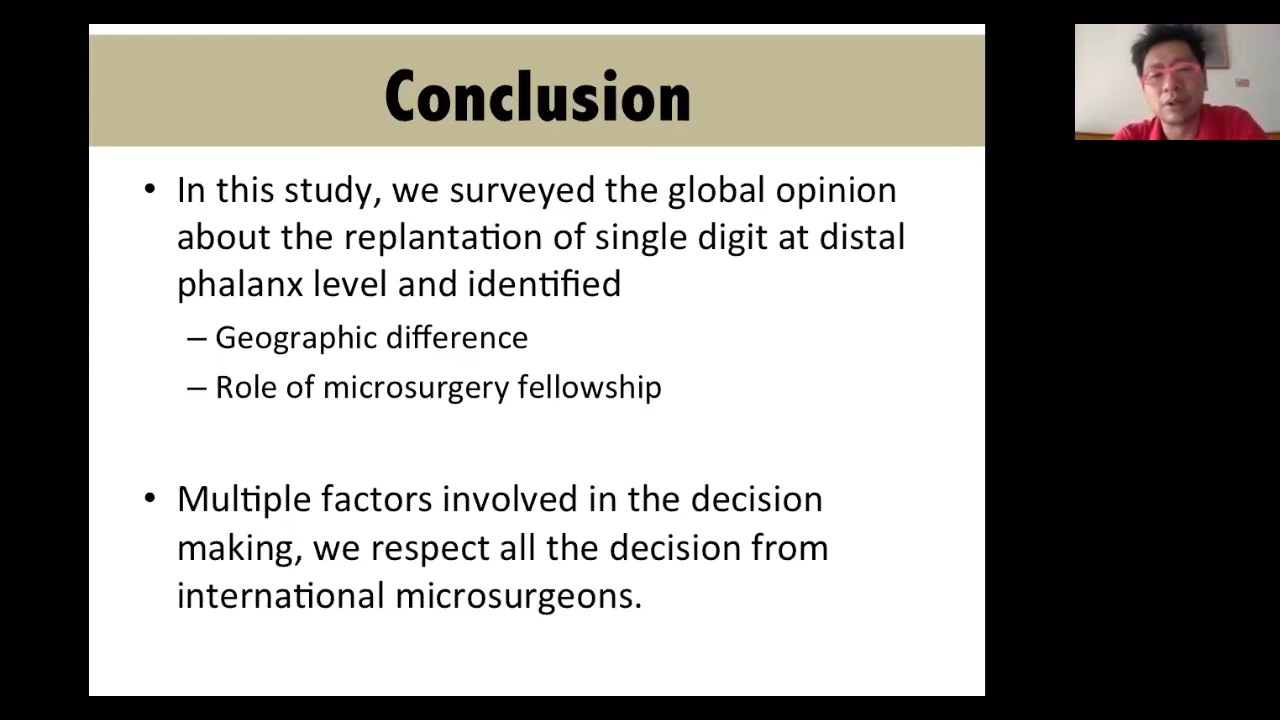 Conclusion
• In this study, we surveyed the global opinion
about the replantation of single digit at distal
phalanx level and identified
– Geographic difference
– Role of microsurgery fellowship
• Multiple factors involved in the decision
making, we respect all the decision from
international microsurgeons.